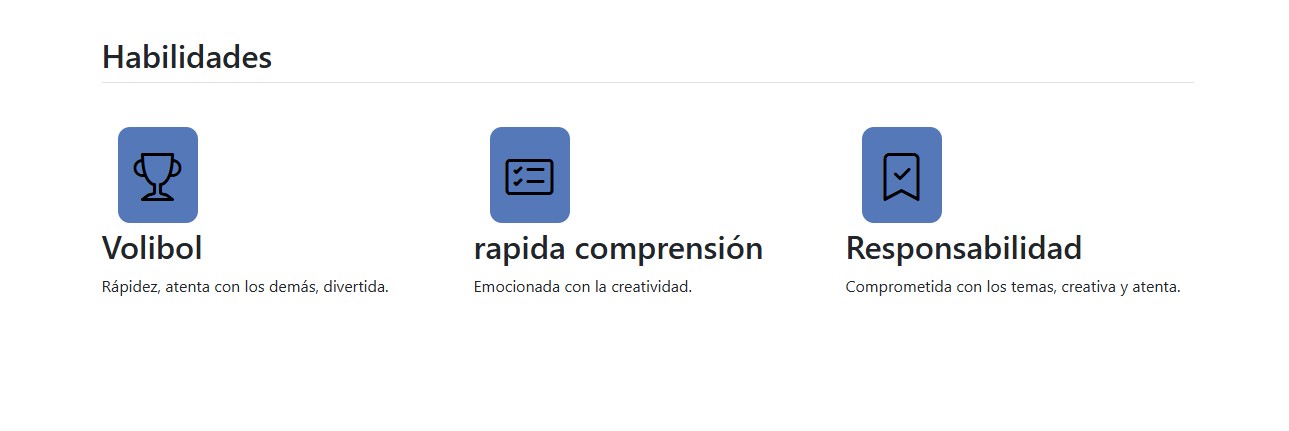 Habilidades
Volibol
Rápidez, atenta con los demás, divertida.
rapida comprensión
Emocionada con la creatividad.
Responsabilidad
Comprometida con los temas, creativa y atenta.